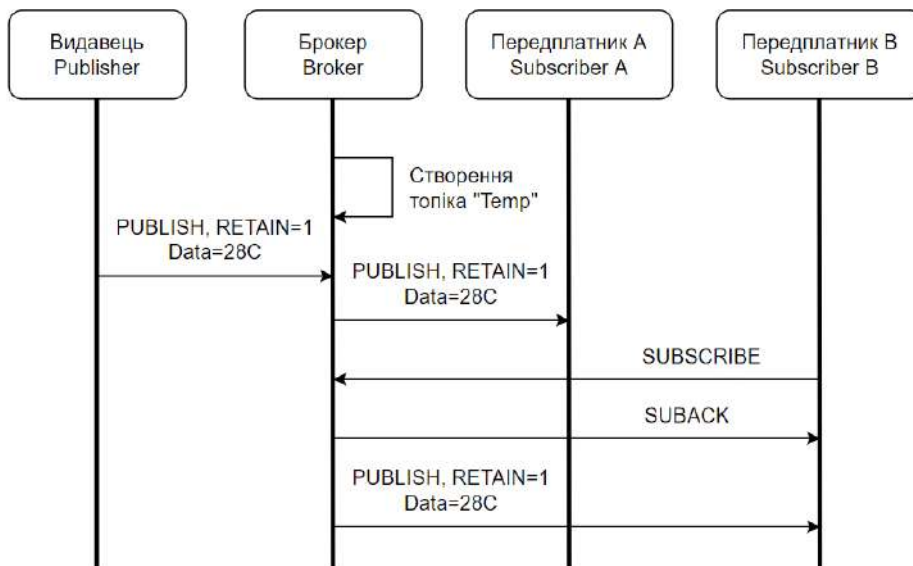 Видавець
Publisher
Брокер
Broker
Передплатник А
Subscriber A
Передплатник В
Subscriber B
Створення
топіка "Temp"
PUBLISH, RETAIN=1
Data=28C
PUBLISH, RETAIN=1
Data=28C
SUBSCRIBE
SUBACK
PUBLISH, RETAIN=1
Data=28C